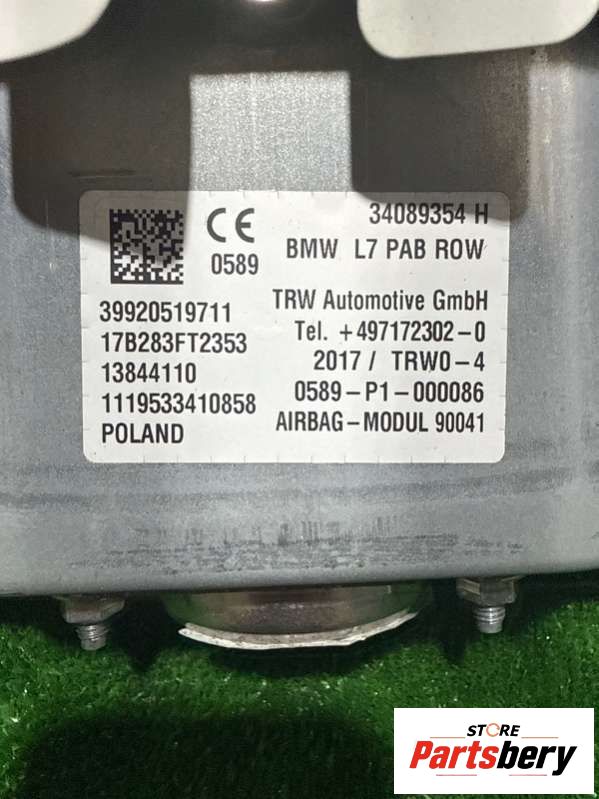 34089354 H
CE
0589
BMW L7 PAB ROW
39920519711
17B283FT2353
13844110
1119533410858
POLAND
TRW Automotive GmbH
Tel. +497172302-0
2017 / TRW0-4
0589-P1-000086
AIRBAG-MODUL 90041
STORE
Partsbery